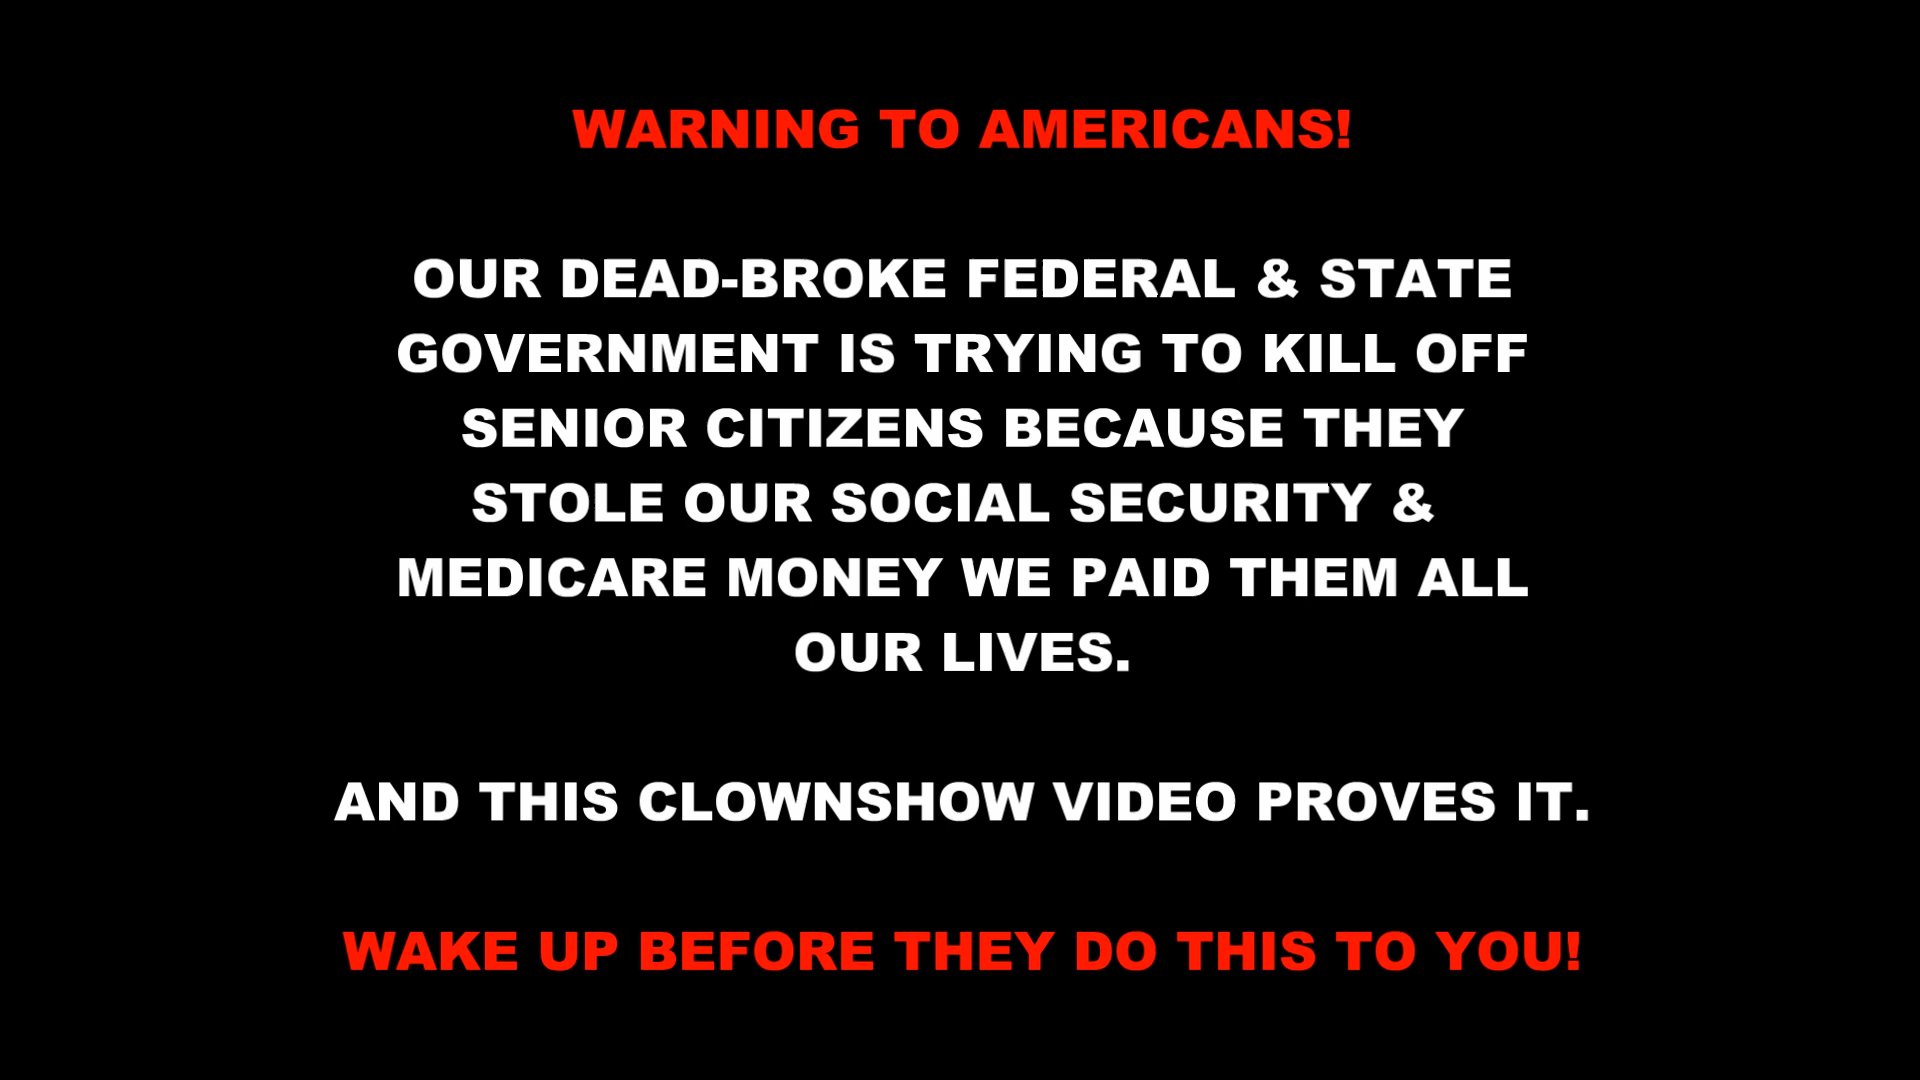 WARNING TO AMERICANS!
OUR DEAD-BROKE FEDERAL & STATE
GOVERNMENT IS TRYING TO KILL OFF
SENIOR CITIZENS BECAUSE THEY
STOLE OUR SOCIAL SECURITY &
MEDICARE MONEY WE PAID THEM ALL
OUR LIVES.
AND THIS CLOWNSHOW VIDEO PROVES IT.
WAKE UP BEFORE THEY DO THIS TO YOU!